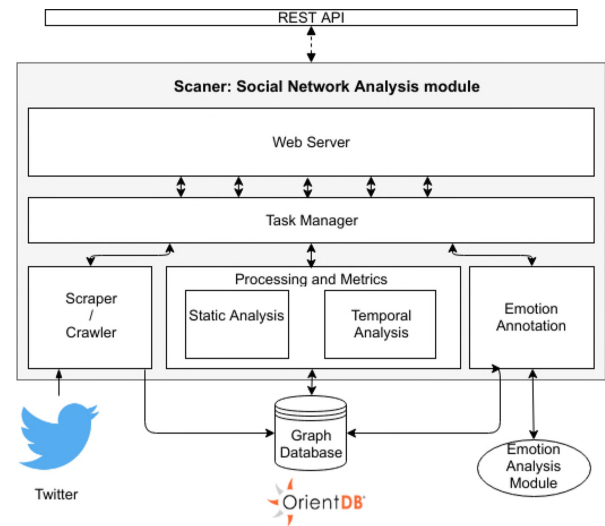 REST API
Scaner: Social Network Analysis module
Web Server
Task Manager
Scraper
/
Crawler
Processing and Metrics
Static Analysis
Temporal
Analysis
Emotion
Annotation
Twitter
Graph
Database
OrientDB®
Emotion
Analysis
Module